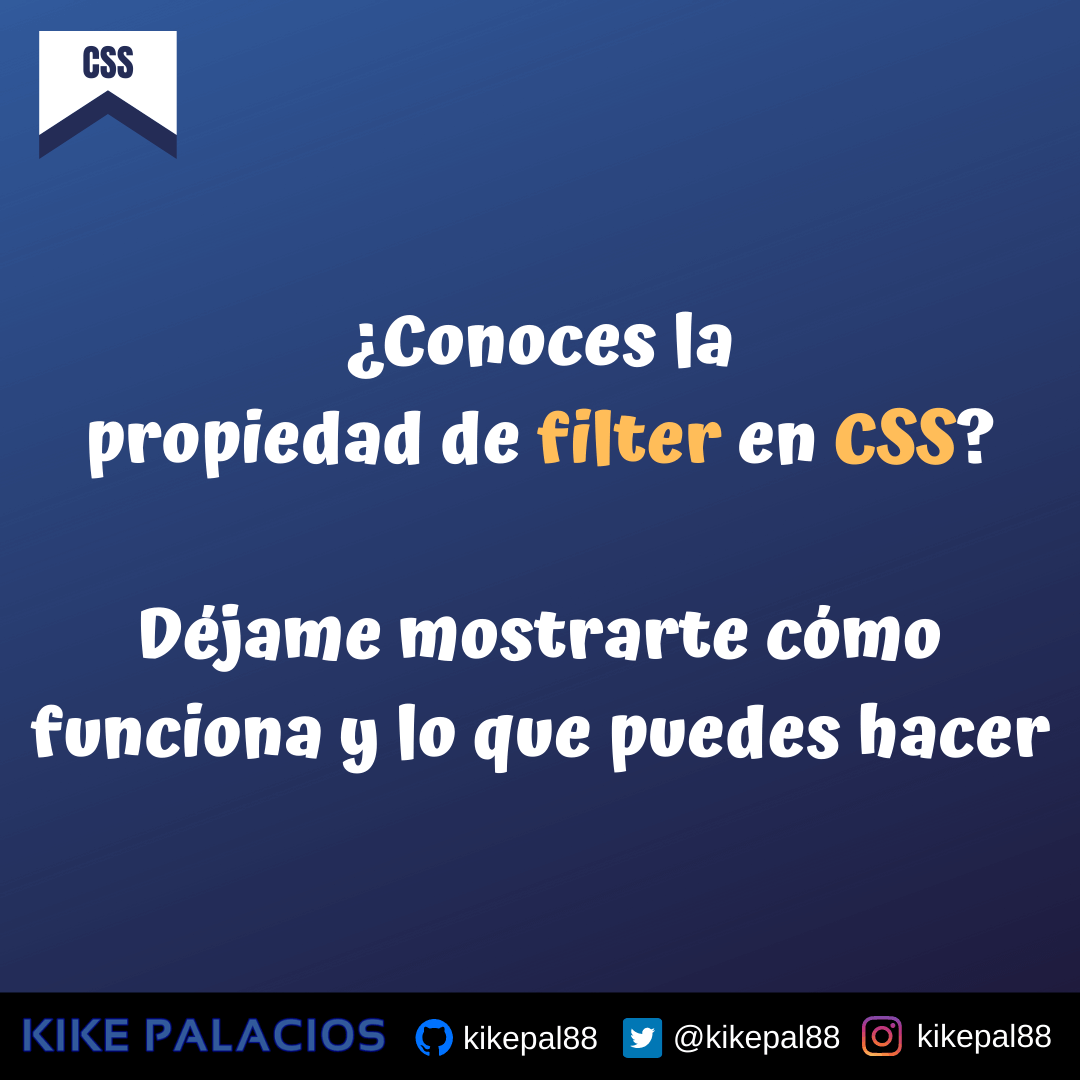 CSS
¿Conoces la
propiedad de filter en CSS?
Déjame mostrarte cómo
funciona y lo que puedes hacer
KIKE PALACIOS kikepal88 @kikepal88 kikepal88